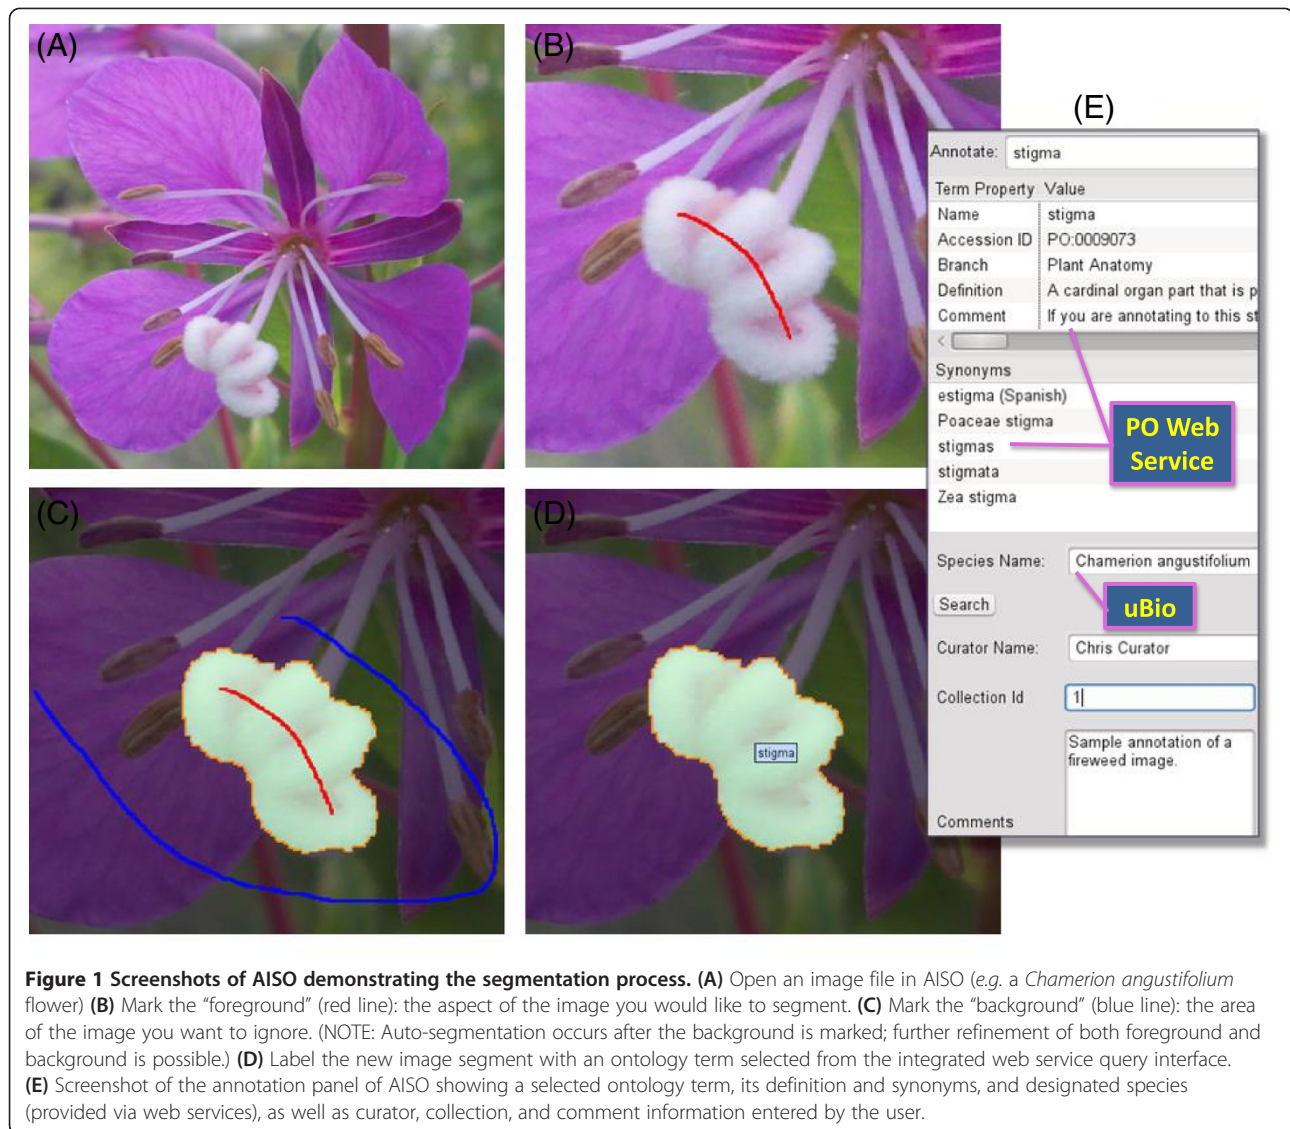 (A)
(B)
(E)
Annotate: stigma
Term Property Value
Name stigma
Accession ID PO:0009073
Branch Plant Anatomy
Definition A cardinal organ part that is p
Comment If you are annotating to this st
<
Synonyms
estigma (Spanish)
Poaceae stigma
stigmas
stigmata
Zea stigma
PO Web
Service
(C)
(D)
stigma
Species Name: Chamerion angustifolium
uBio
Search
Curator Name: Chris Curator
Collection Id 1
Sample annotation of a
fireweed image.
Comments
Figure 1 Screenshots of AISO demonstrating the segmentation process. (A) Open an image file in AISO (e.g. a Chamerion angustifolium
flower) (B) Mark the “foreground” (red line): the aspect of the image you would like to segment. (C) Mark the “background” (blue line): the area
of the image you want to ignore. (NOTE: Auto-segmentation occurs after the background is marked; further refinement of both foreground and
background is possible.) (D) Label the new image segment with an ontology term selected from the integrated web service query interface.
(E) Screenshot of the annotation panel of AISO showing a selected ontology term, its definition and synonyms, and designated species
(provided via web services), as well as curator, collection, and comment information entered by the user.